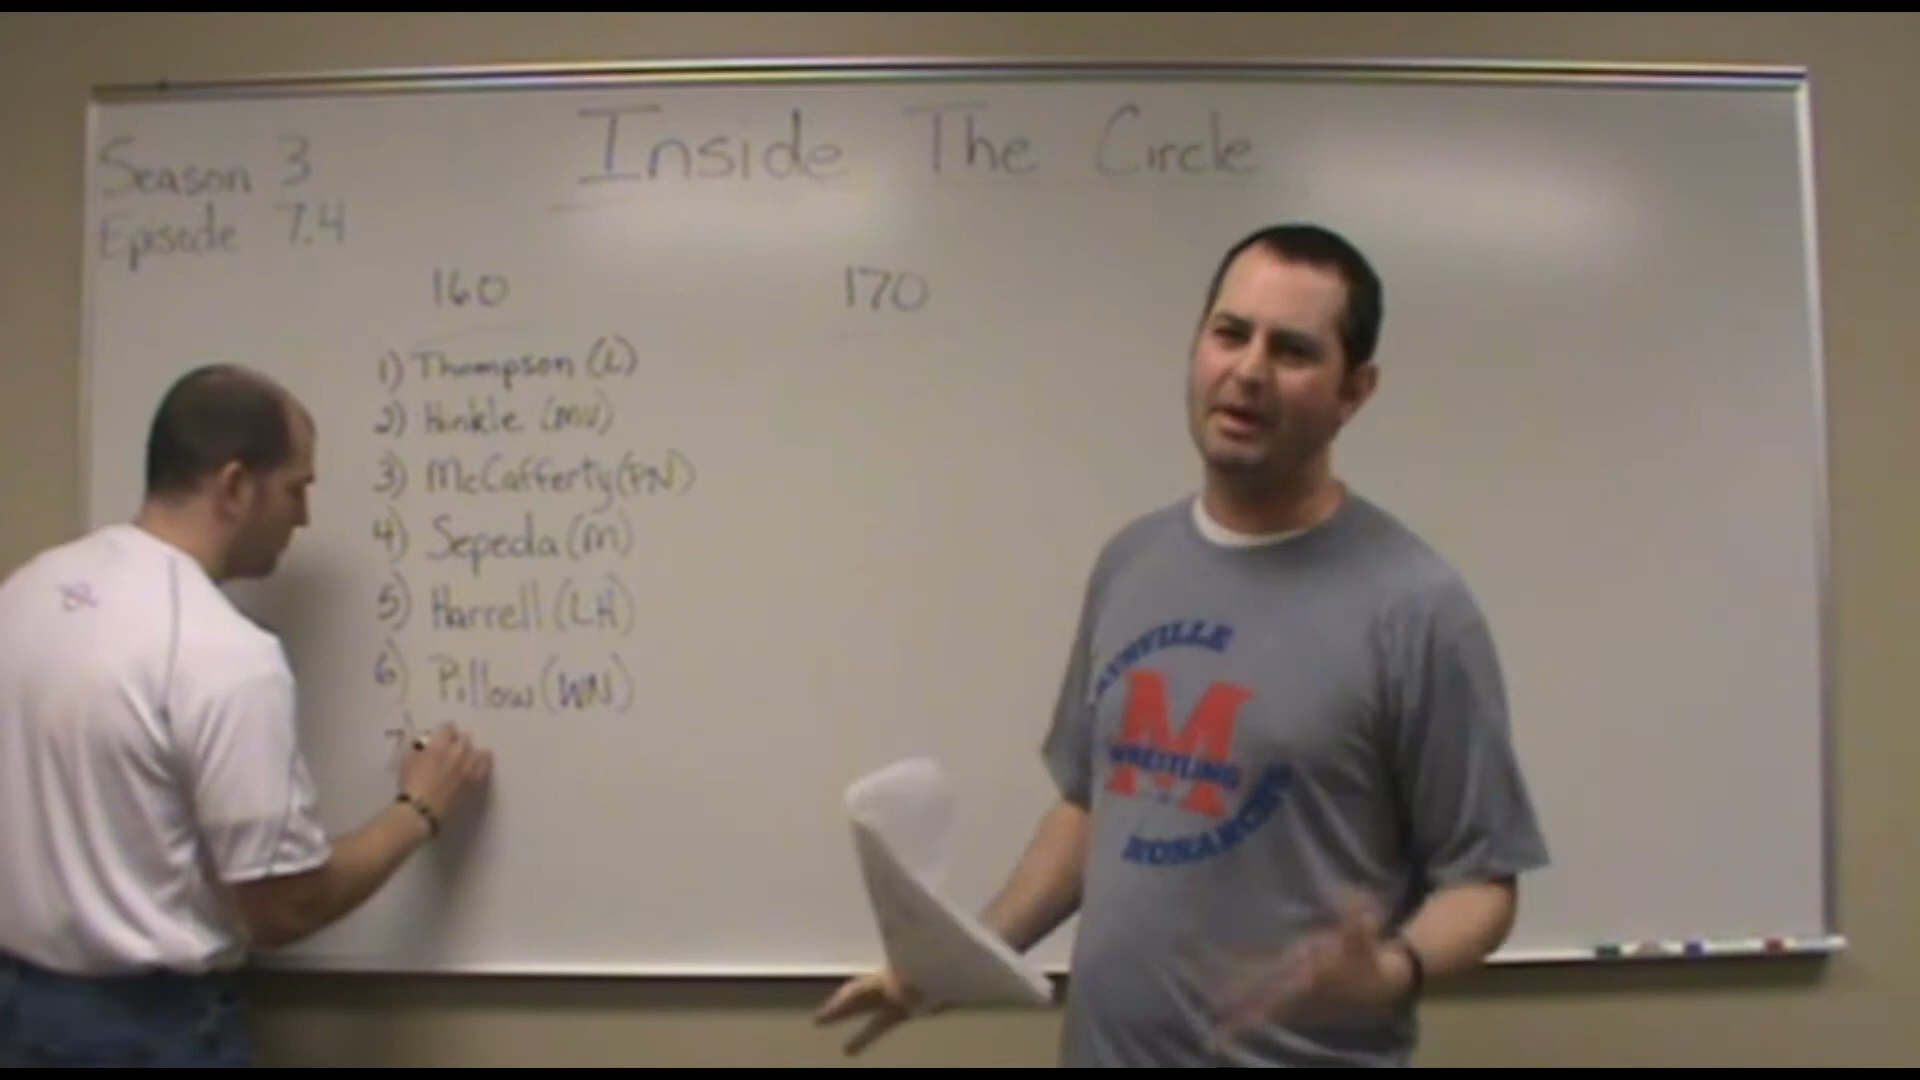 Inside The Circle
Season 3
Episode 7.4
160
1) Thompson (L)
2) Hinkle (MV)
3) McCafferty (PN)
4) Sepeda (M)
5) Harrell (LH)
6) Pillow (WN)
7)
170
M
WRESTLING